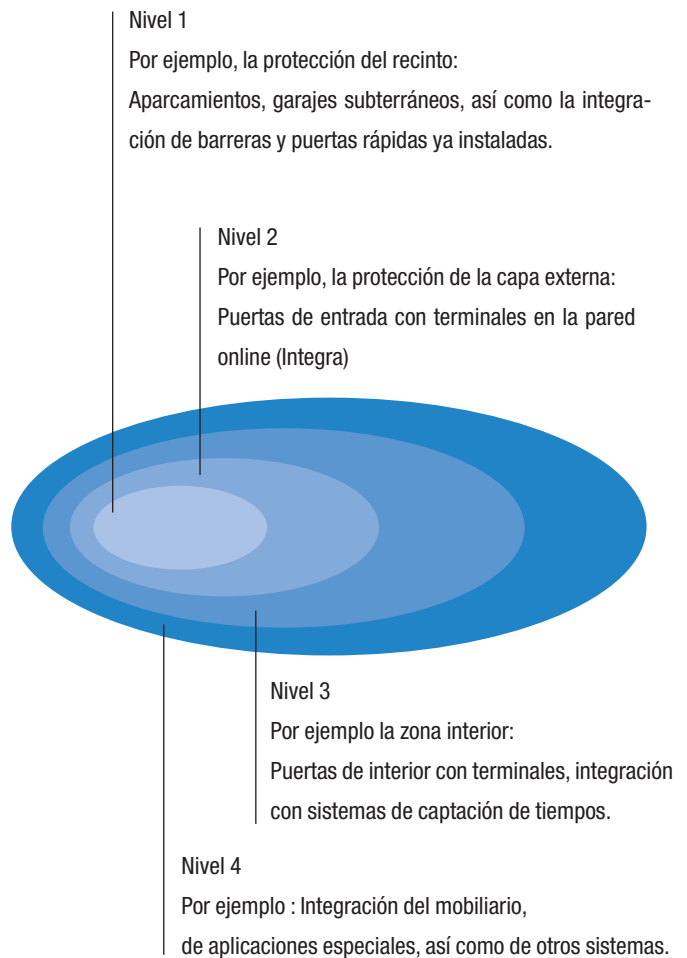 Nivel 1
Por ejemplo, la protección del recinto:
Aparcamientos, garajes subterráneos, así como la integra-
ción de barreras y puertas rápidas ya instaladas.
Nivel 2
Por ejemplo, la protección de la capa externa:
Puertas de entrada con terminales en la pared
online (Integra)
Nivel 3
Por ejemplo la zona interior:
Puertas de interior con terminales, integración
con sistemas de captación de tiempos.
Nivel 4
Por ejemplo : Integración del mobiliario,
de aplicaciones especiales, así como de otros sistemas.